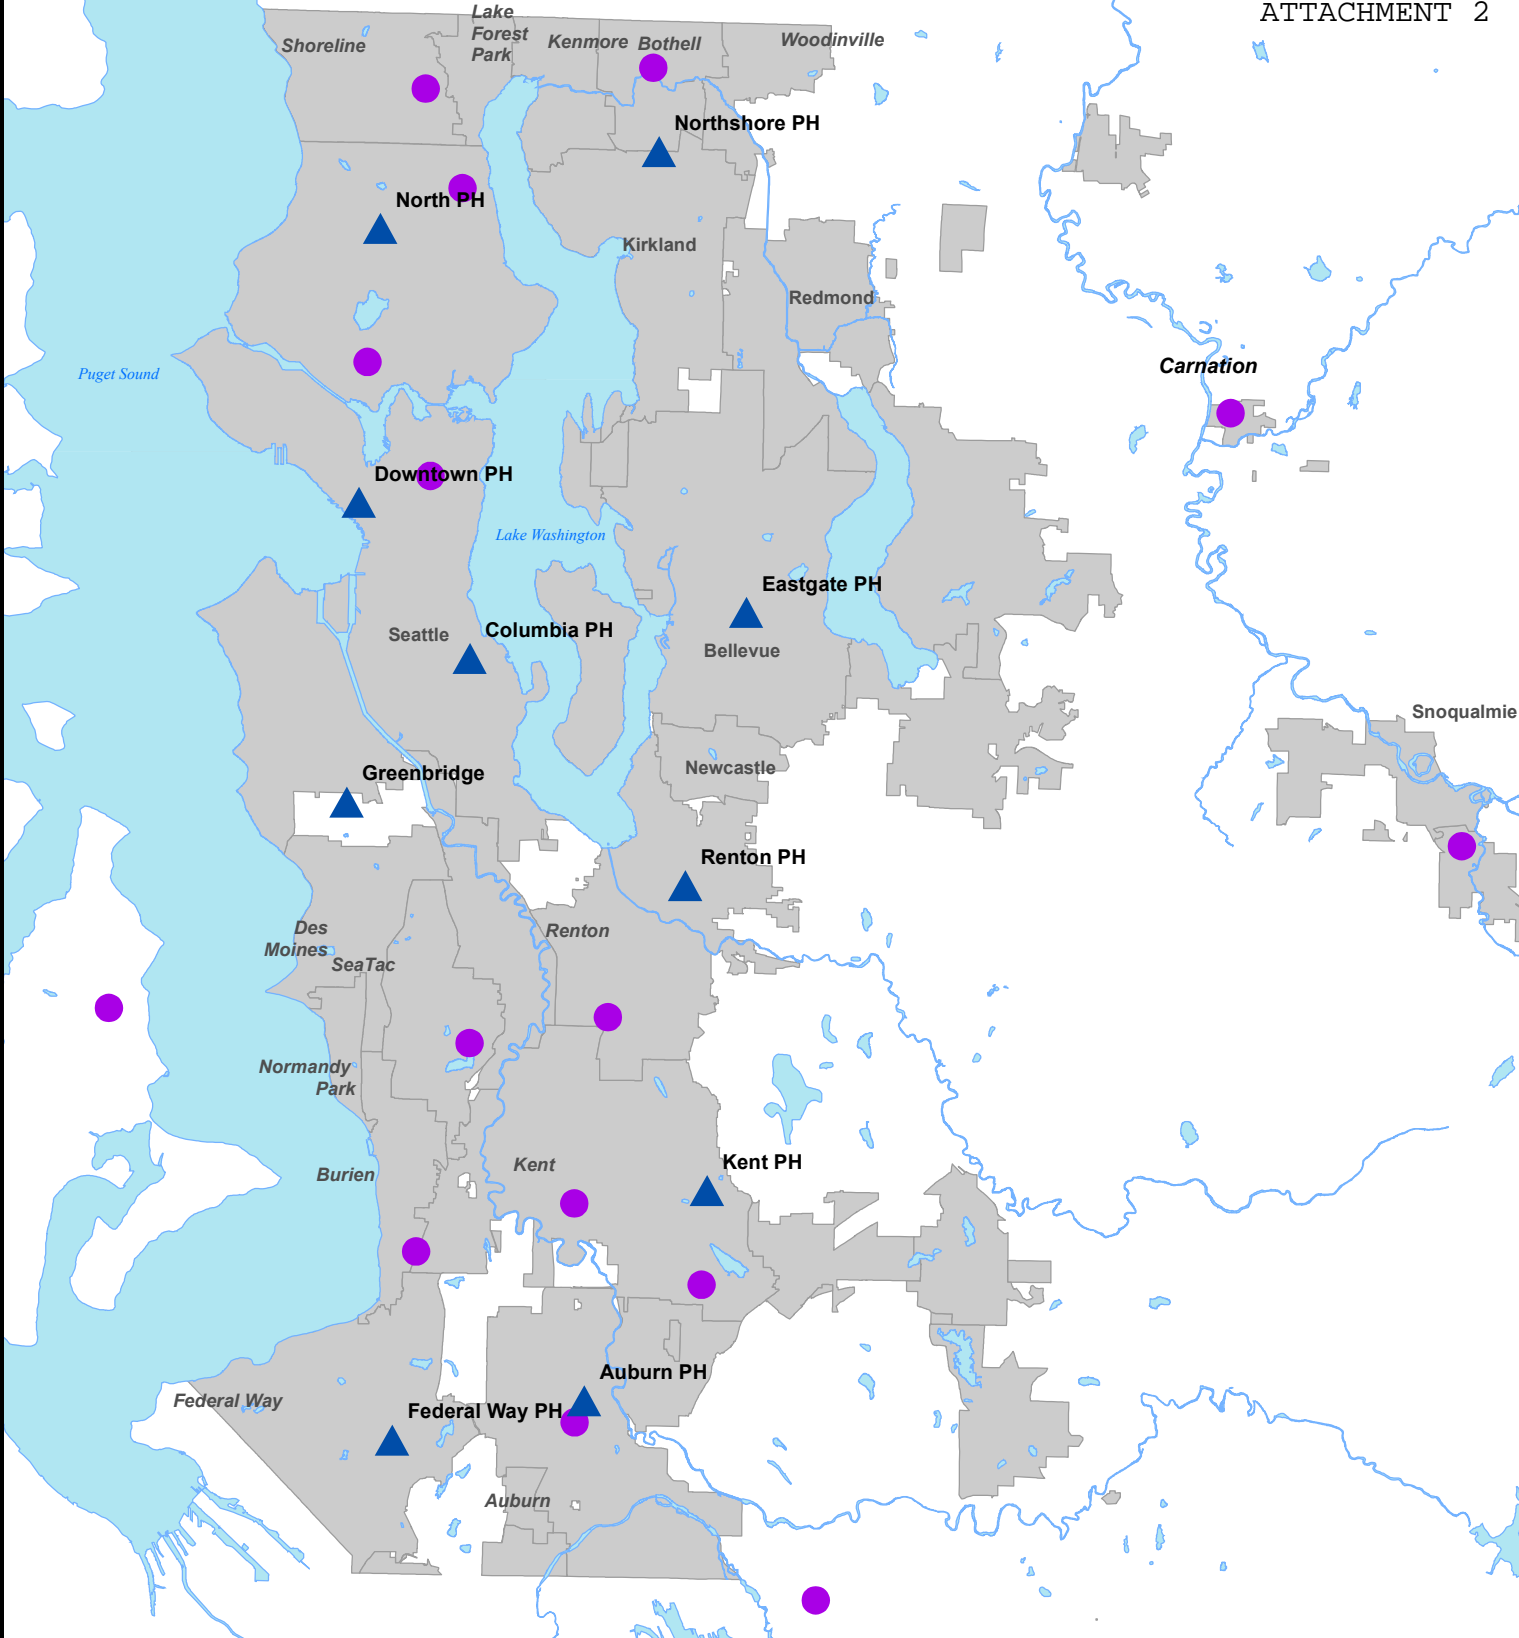 ATTACHMENT 2
Lake
Forest
Park
Shoreline
Kenmore
Bothell
Woodinville
Northshore PH
North PH
Kirkland
Redmond
Puget Sound
Carnation
Downtown PH
Lake Washington
Eastgate PH
Seattle
Columbia PH
Bellevue
Snoqualmie
Greenbridge
Newcastle
Renton PH
Des
Moines
SeaTac
Renton
Normandy
Park
Burien
Kent
Kent PH
Auburn PH
Federal Way
Federal Way PH
Auburn